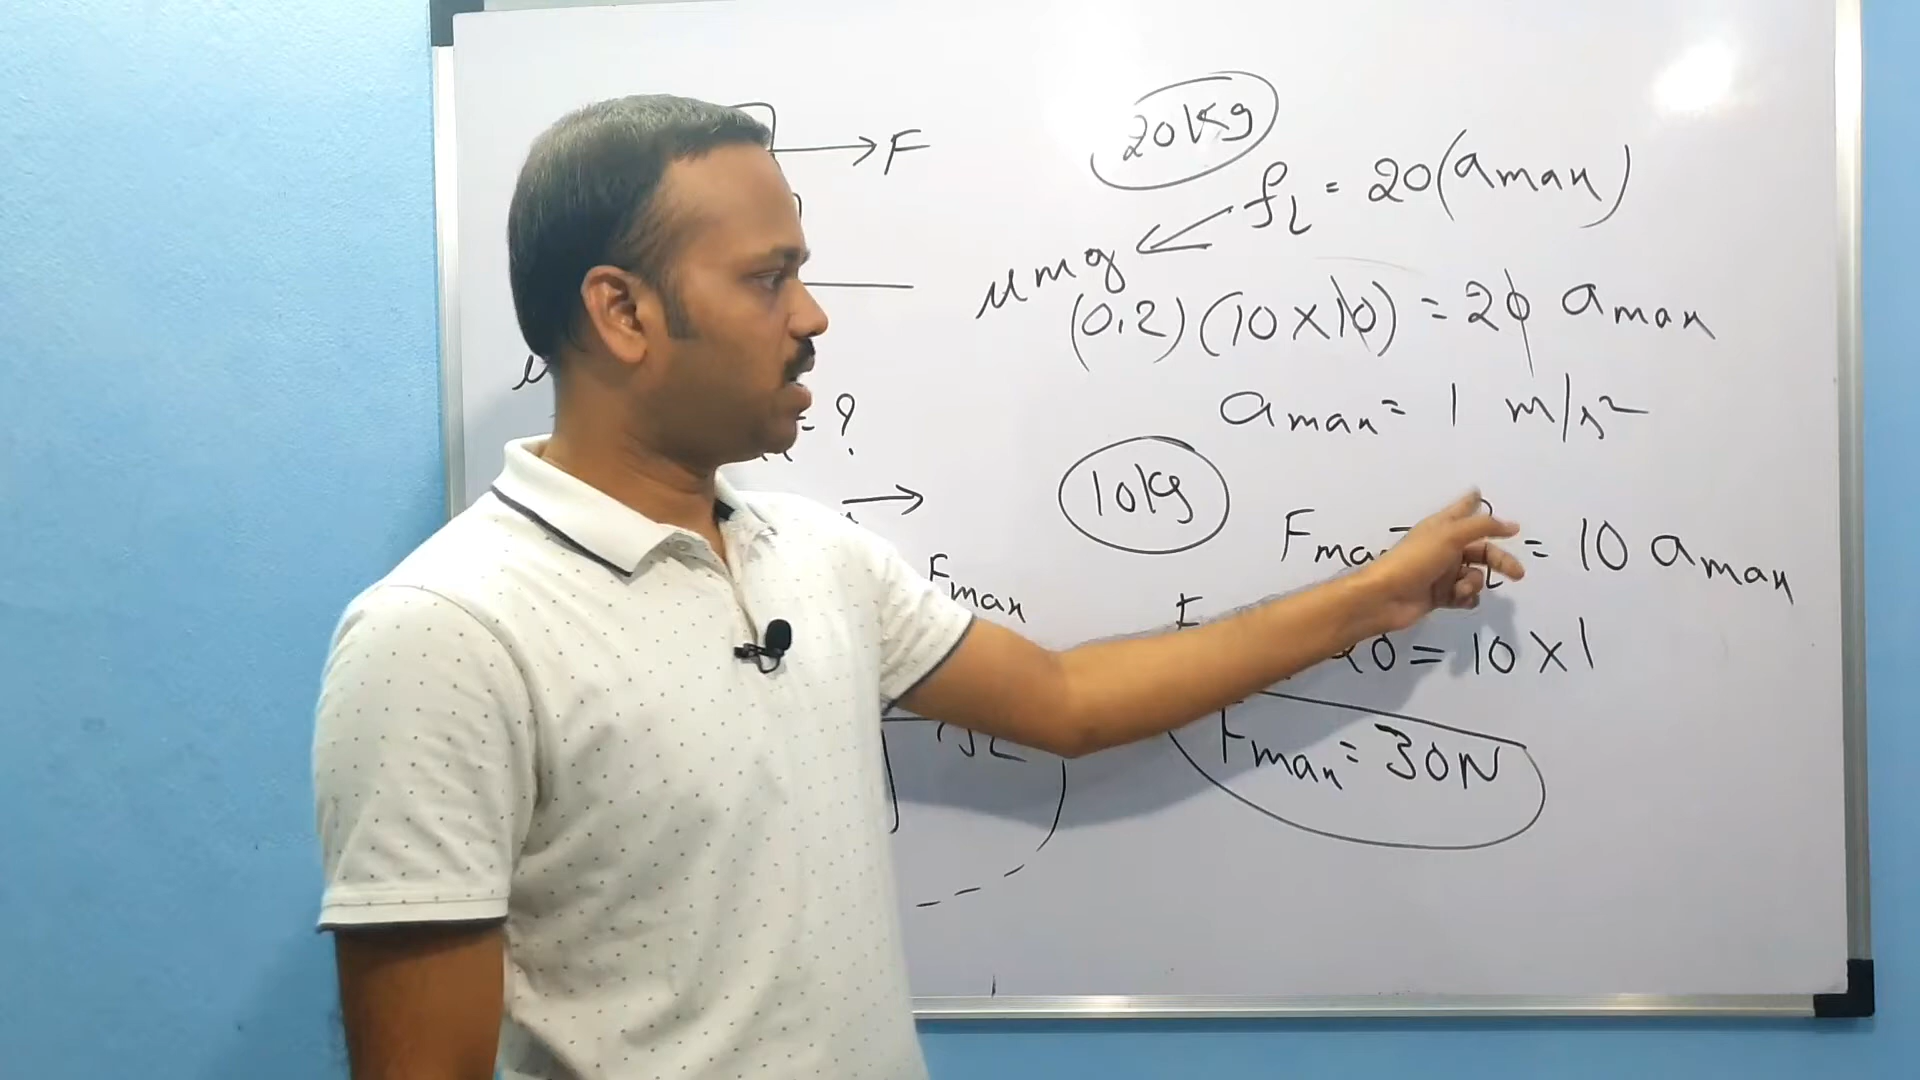 → F
= ?
→
Fmax
fL
20Kg
fL = 20(amax)
μmg ←
(0.2)(10×10) = 20 amax
amax = 1 m/s²
10Kg
Fmax - = 10 amax
20 = 10×1
Fmax = 30N